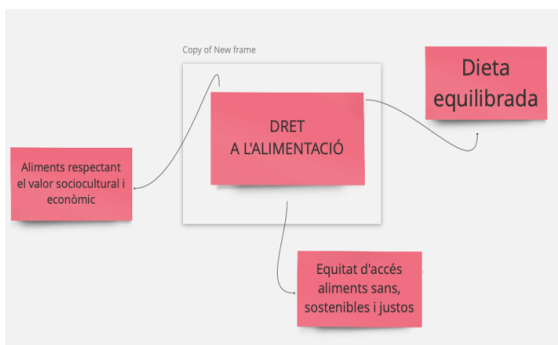 Copy of New frame
Dieta
equilibrada
DRET
A L'ALIMENTACIÓ
Aliments respectant
el valor sociocultural i
econòmic
Equitat d'accés
aliments sans,
sostenibles i justos